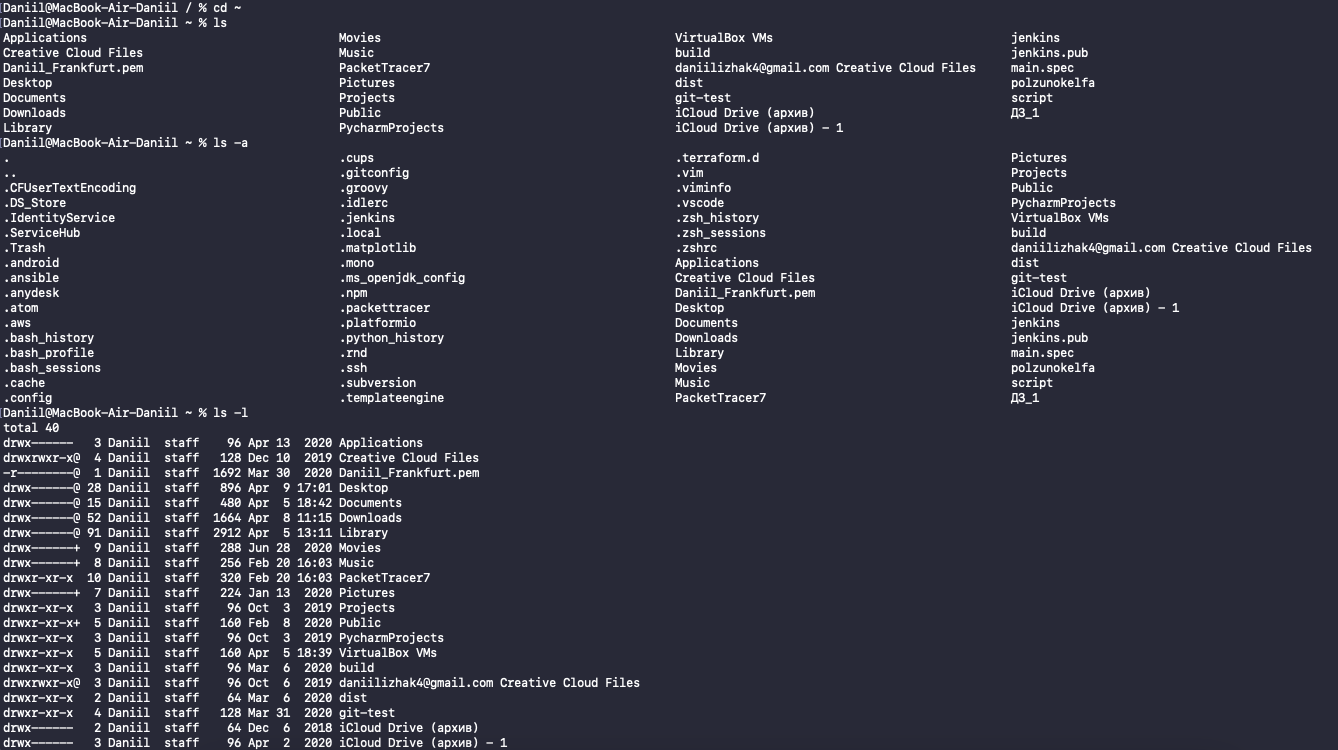 [Daniil@MacBook-Air-Daniil / % cd ~
[Daniil@MacBook-Air-Daniil ~ % ls
Applications Movies VirtualBox VMs jenkins
Creative Cloud Files Music build jenkins.pub
Daniil_Frankfurt.pem PacketTracer7 daniilizhak4@gmail.com Creative Cloud Files main.spec
Desktop Pictures dist polzunokelfa
Documents Projects git-test script
Downloads Public iCloud Drive (архив) ДЗ_1
Library PycharmProjects iCloud Drive (архив) - 1
[Daniil@MacBook-Air-Daniil ~ % ls -a
. .cups .terraform.d Pictures
.. .gitconfig .vim Projects
.CFUserTextEncoding .groovy .viminfo Public
.DS_Store .idlerc .vscode PycharmProjects
.IdentityService .jenkins .zsh_history VirtualBox VMs
.ServiceHub .local .zsh_sessions build
.Trash .matplotlib .zshrc daniilizhak4@gmail.com Creative Cloud Files
.android .mono Applications dist
.ansible .ms_openjdk_config Creative Cloud Files git-test
.anydesk .npm Daniil_Frankfurt.pem iCloud Drive (архив)
.atom .packettracer Desktop iCloud Drive (архив) - 1
.aws .platformio Documents jenkins
.bash_history .python_history Downloads jenkins.pub
.bash_profile .rnd Library main.spec
.bash_sessions .ssh Movies polzunokelfa
.cache .subversion Music script
.config .templateengine PacketTracer7 ДЗ_1
[Daniil@MacBook-Air-Daniil ~ % ls -l
total 40
drwx------ 3 Daniil staff 96 Apr 13 2020 Applications
drwxrwxr-x@ 4 Daniil staff 128 Dec 10 2019 Creative Cloud Files
-r--------@ 1 Daniil staff 1692 Mar 30 2020 Daniil_Frankfurt.pem
drwx------@ 28 Daniil staff 896 Apr 9 17:01 Desktop
drwx------@ 15 Daniil staff 480 Apr 5 18:42 Documents
drwx------@ 52 Daniil staff 1664 Apr 8 11:15 Downloads
drwx------@ 91 Daniil staff 2912 Apr 5 13:11 Library
drwx------+ 9 Daniil staff 288 Jun 28 2020 Movies
drwx------+ 8 Daniil staff 256 Feb 20 16:03 Music
drwxr-xr-x 10 Daniil staff 320 Feb 20 16:03 PacketTracer7
drwx------+ 7 Daniil staff 224 Jan 13 2020 Pictures
drwxr-xr-x 3 Daniil staff 96 Oct 3 2019 Projects
drwxr-xr-x+ 5 Daniil staff 160 Feb 8 2020 Public
drwxr-xr-x 3 Daniil staff 96 Oct 3 2019 PycharmProjects
drwxr-xr-x 5 Daniil staff 160 Apr 5 18:39 VirtualBox VMs
drwxr-xr-x 3 Daniil staff 96 Mar 6 2020 build
drwxrwxr-x@ 3 Daniil staff 96 Oct 6 2019 daniilizhak4@gmail.com Creative Cloud Files
drwxr-xr-x 2 Daniil staff 64 Mar 6 2020 dist
drwxr-xr-x 4 Daniil staff 128 Mar 31 2020 git-test
drwx------ 2 Daniil staff 64 Dec 6 2018 iCloud Drive (архив)
drwx------ 3 Daniil staff 96 Apr 2 2020 iCloud Drive (архив) - 1